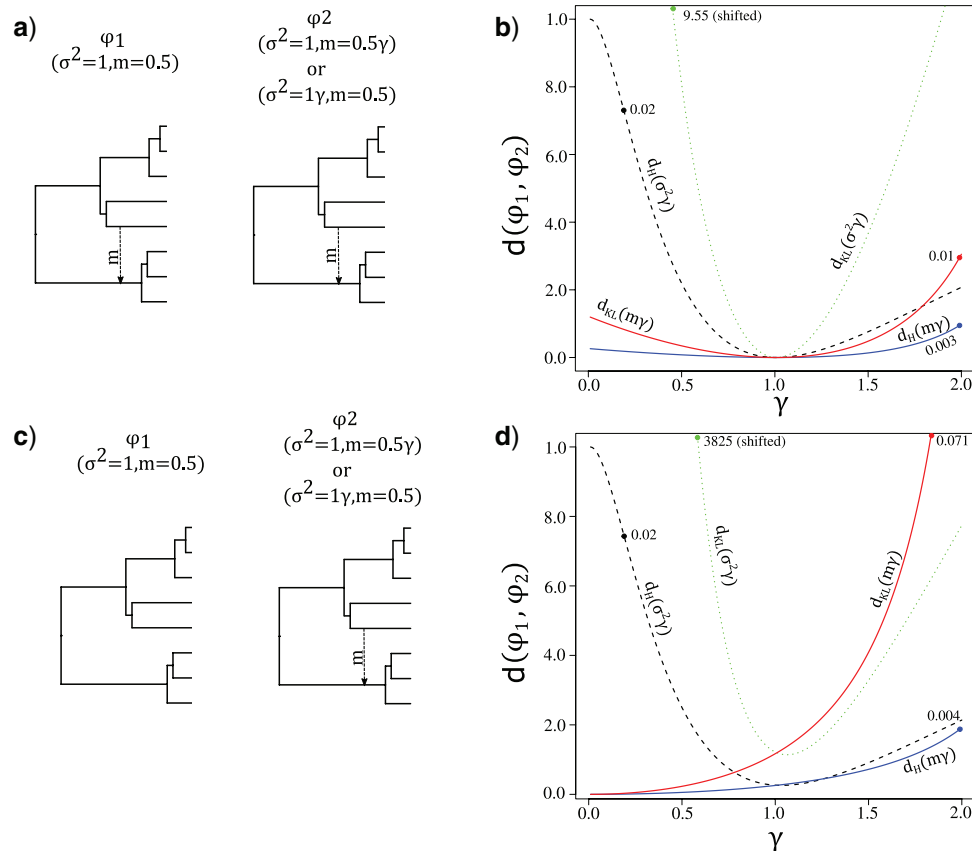 a)
φ1
(σ²=1,m=0.5)
φ2
(σ²=1,m=0.5γ)
or
(σ²=1γ,m=0.5)
m
m
b)
d(φ₁, φ₂)
1.0
8.0
6.0
4.0
2.0
0.0
9.55 (shifted)
0.02
d_H(σ²γ)
d_KL(σ²γ)
d_KL(mγ)
0.01
d_H(mγ)
0.003
0.0
0.5
1.0
1.5
2.0
γ
c)
φ1
(σ²=1,m=0.5)
φ2
(σ²=1,m=0.5γ)
or
(σ²=1γ,m=0.5)
m
d)
d(φ₁, φ₂)
1.0
8.0
6.0
4.0
2.0
0.0
3825 (shifted)
0.071
0.02
d_KL(σ²γ)
d_H(σ²γ)
d_KL(mγ)
0.004
d_H(mγ)
0.0
0.5
1.0
1.5
2.0
γ